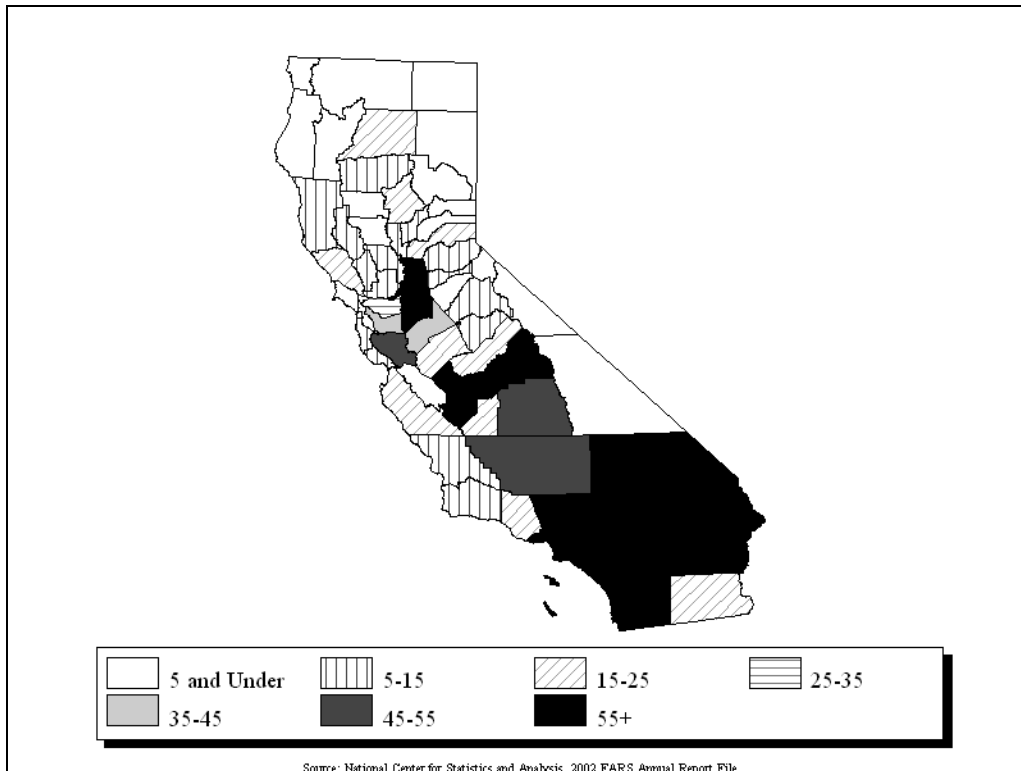 5 and Under 5-15 15-25 25-35
35-45 45-55 55+
Source: National Center for Statistics and Analysis, 2002 FARS Annual Report File